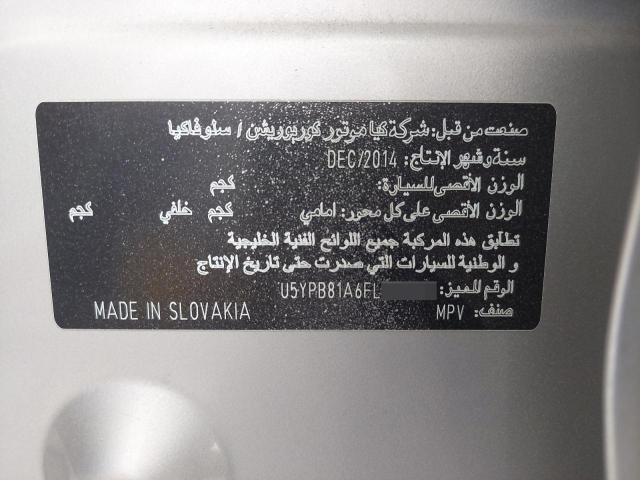 صنعت من قبل: شركة كيا موتور كوربوريشن / سلوفاكيا
سنة وشهر الإنتاج: DEC/2014
الوزن الأقصى للسيارة: كجم
الوزن الأقصى على كل محور: امامي كجم خلفي كجم
تطابق هذه المركبة جميع اللوائح الفنية الخليجية
و الوطنية للسيارات التي صدرت حتى تاريخ الإنتاج
الرقم المميز: U5YPB81A6EL
صنف: MPV MADE IN SLOVAKIA